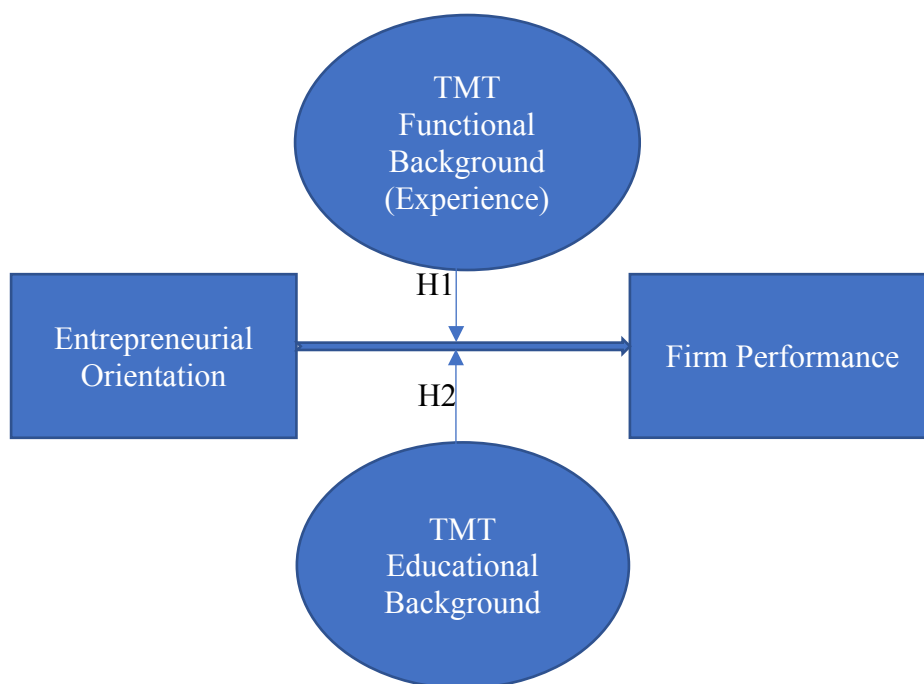 TMT
Functional
Background
(Experience)
H1
Entrepreneurial
Orientation
Firm Performance
H2
TMT
Educational
Background